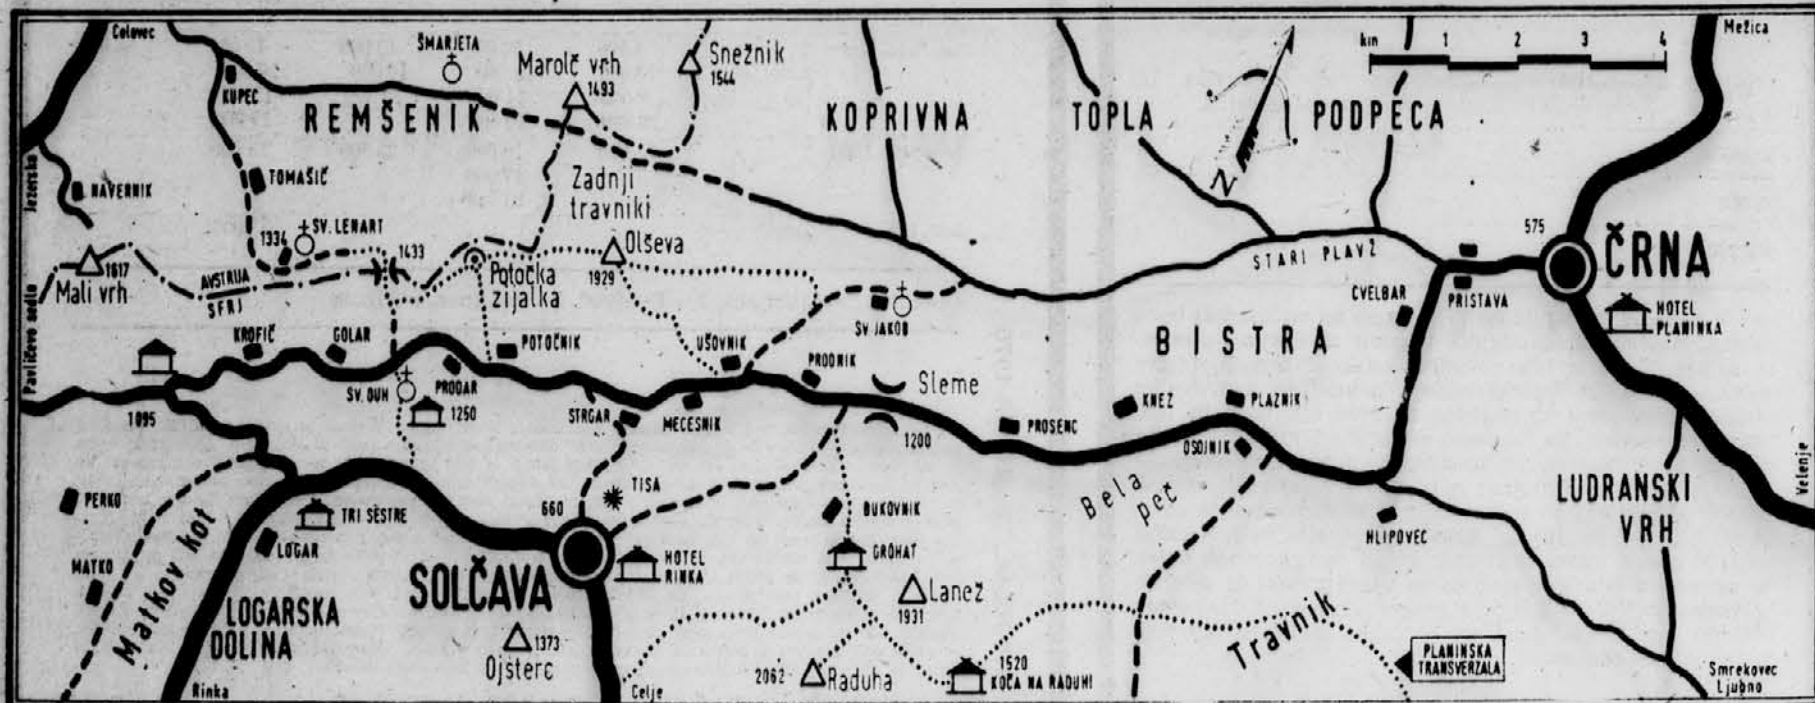 Celovec
ŠMARJETA
Marolč vrh
1493
Snežnik
1544
km 1 2 3 4
Mežica
KUPEC
REMŠENIK
KOPRIVNA
TOPLA
PODPECA
N
Jezersko
NAVERNIK
TOMAŠIČ
Zadnji
travniki
SV. LENART
1334
1433
Olševa
1929
575
ČRNA
STARI PLAVŽ
1617
Mali vrh
AVSTRIJA
SFRJ
Potočka
zijalka
CVELBAR
PRISTAVA
HOTEL
PLANINKA
Pavličevo sedlo
KROFIČ
GOLAR
POTOČNIK
UŠOVNIK
SV. JAKOB
BISTRA
PRODNIK
Sleme
1095
SV. DUH
PRODAR
1250
STRGAR
MECESNIK
1200
PROSENC
KNEZ
PLAZNIK
OSOJNIK
PERKO
Matkov kot
MATKO
TRI SESTRE
LOGAR
660
TISA
BUKOVNIK
Bela
peč
HLIPOVEC
LUDRANSKI
VRH
Velenje
LOGARSKA
DOLINA
SOLČAVA
HOTEL
RINKA
GROHAT
Lanež
1931
1373
Ojsterc
2062
Raduha
1520
KOČA NA RADUHI
Travnik
PLANINSKA
TRANSVERZALA
Rinka
Celje
Smrekovec
Ljubno